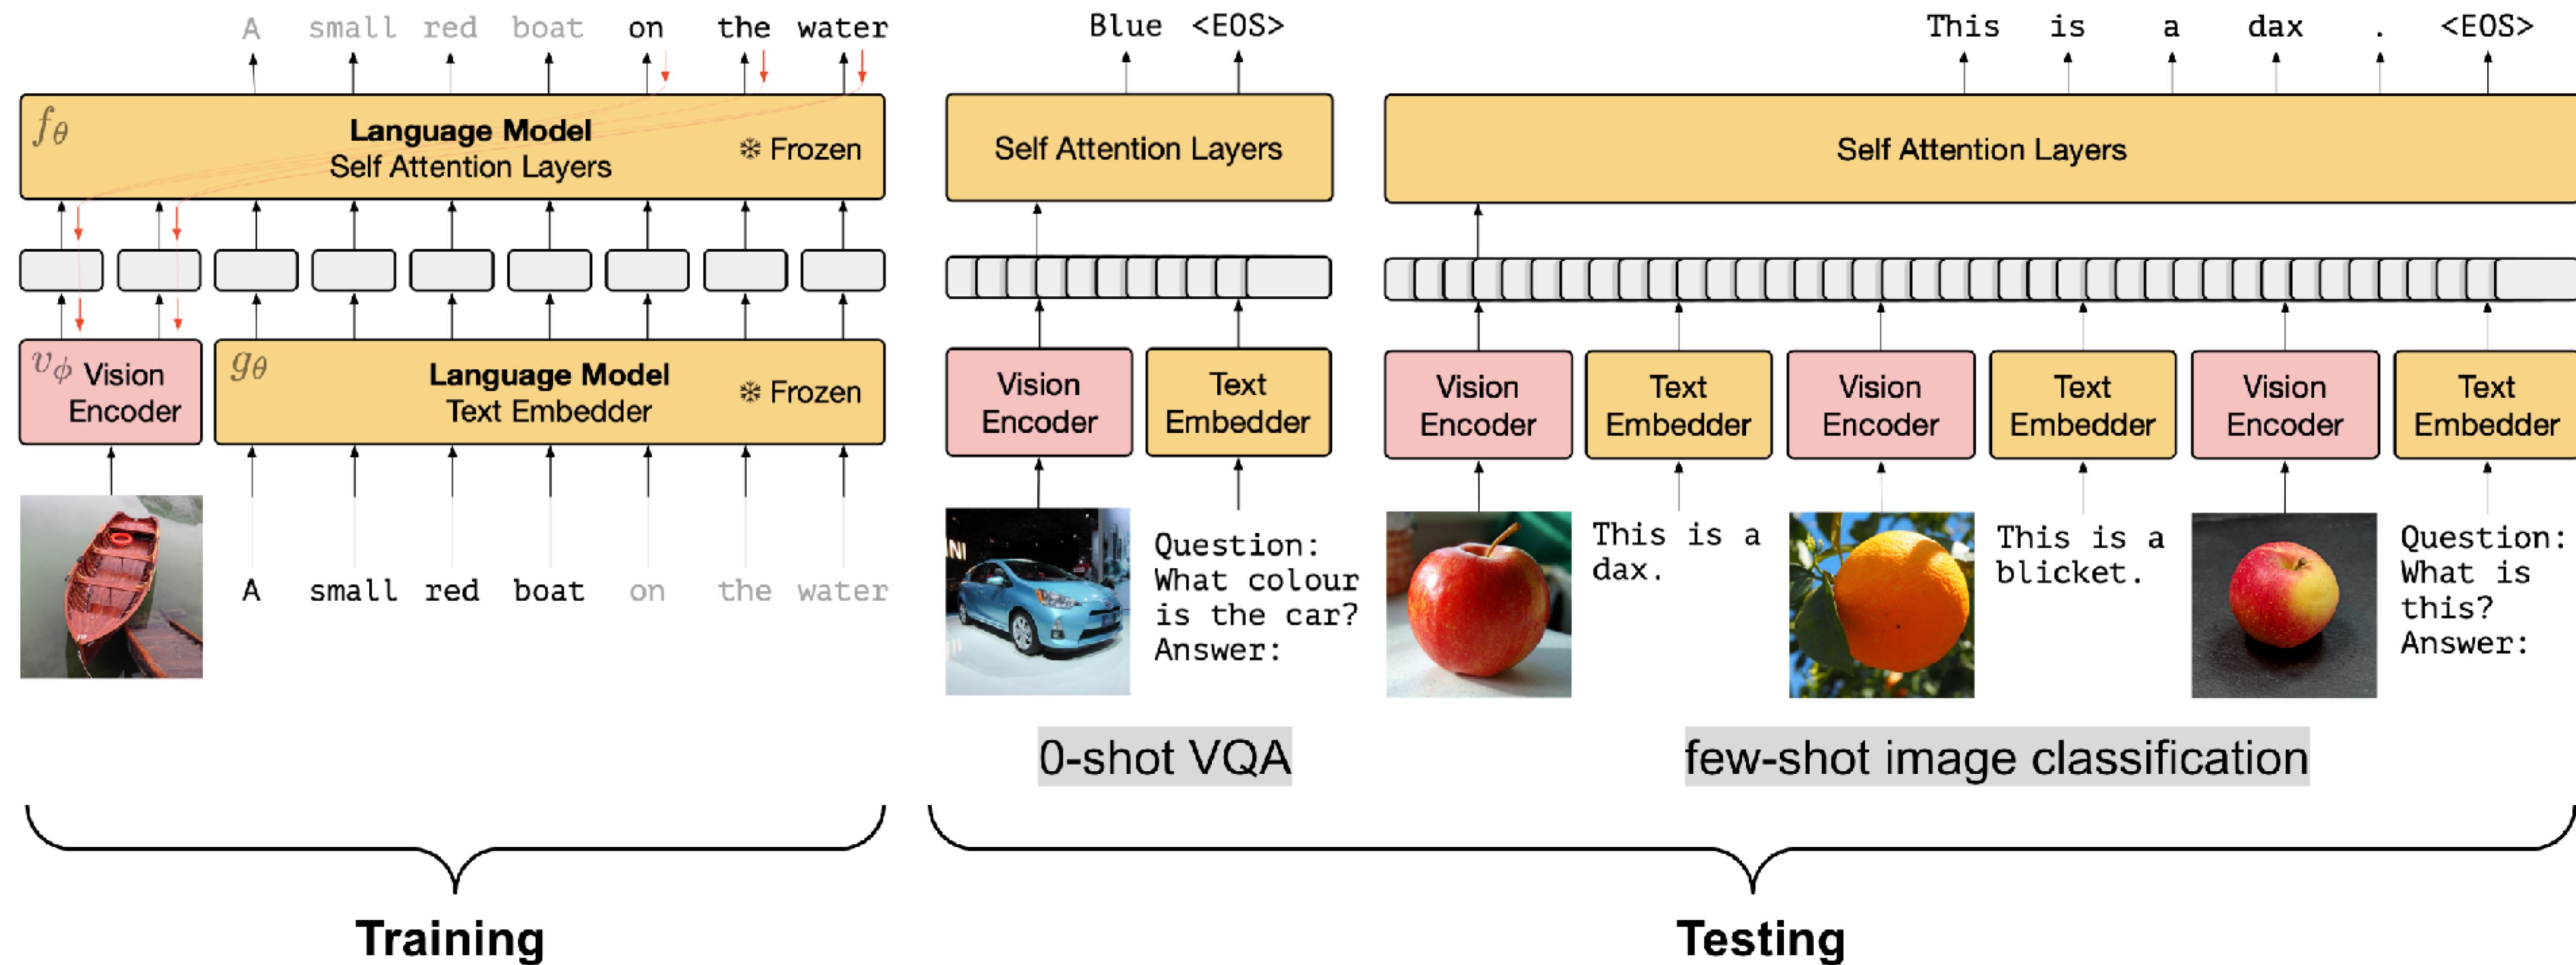 A small red boat on the water
fθ
Language Model
Self Attention Layers
❄ Frozen
vϕ Vision
Encoder
gθ
Language Model
Text Embedder
❄ Frozen
A small red boat on the water
Training
Blue <EOS>
Self Attention Layers
Vision
Encoder
Text
Embedder
NI
Question:
What colour
is the car?
Answer:
0-shot VQA
This is a dax . <EOS>
Self Attention Layers
Vision
Encoder
Text
Embedder
Vision
Encoder
Text
Embedder
Vision
Encoder
Text
Embedder
This is a
dax.
This is a
blicket.
Question:
What is
this?
Answer:
few-shot image classification
Testing